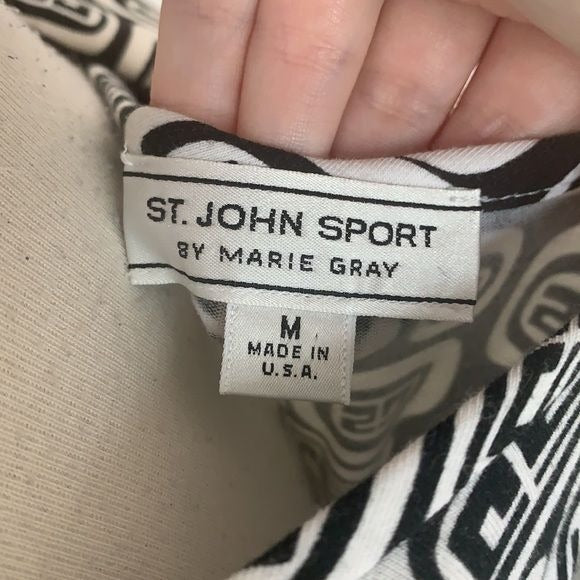 ST. JOHN SPORT
BY MARIE GRAY
M
MADE IN
U.S.A.